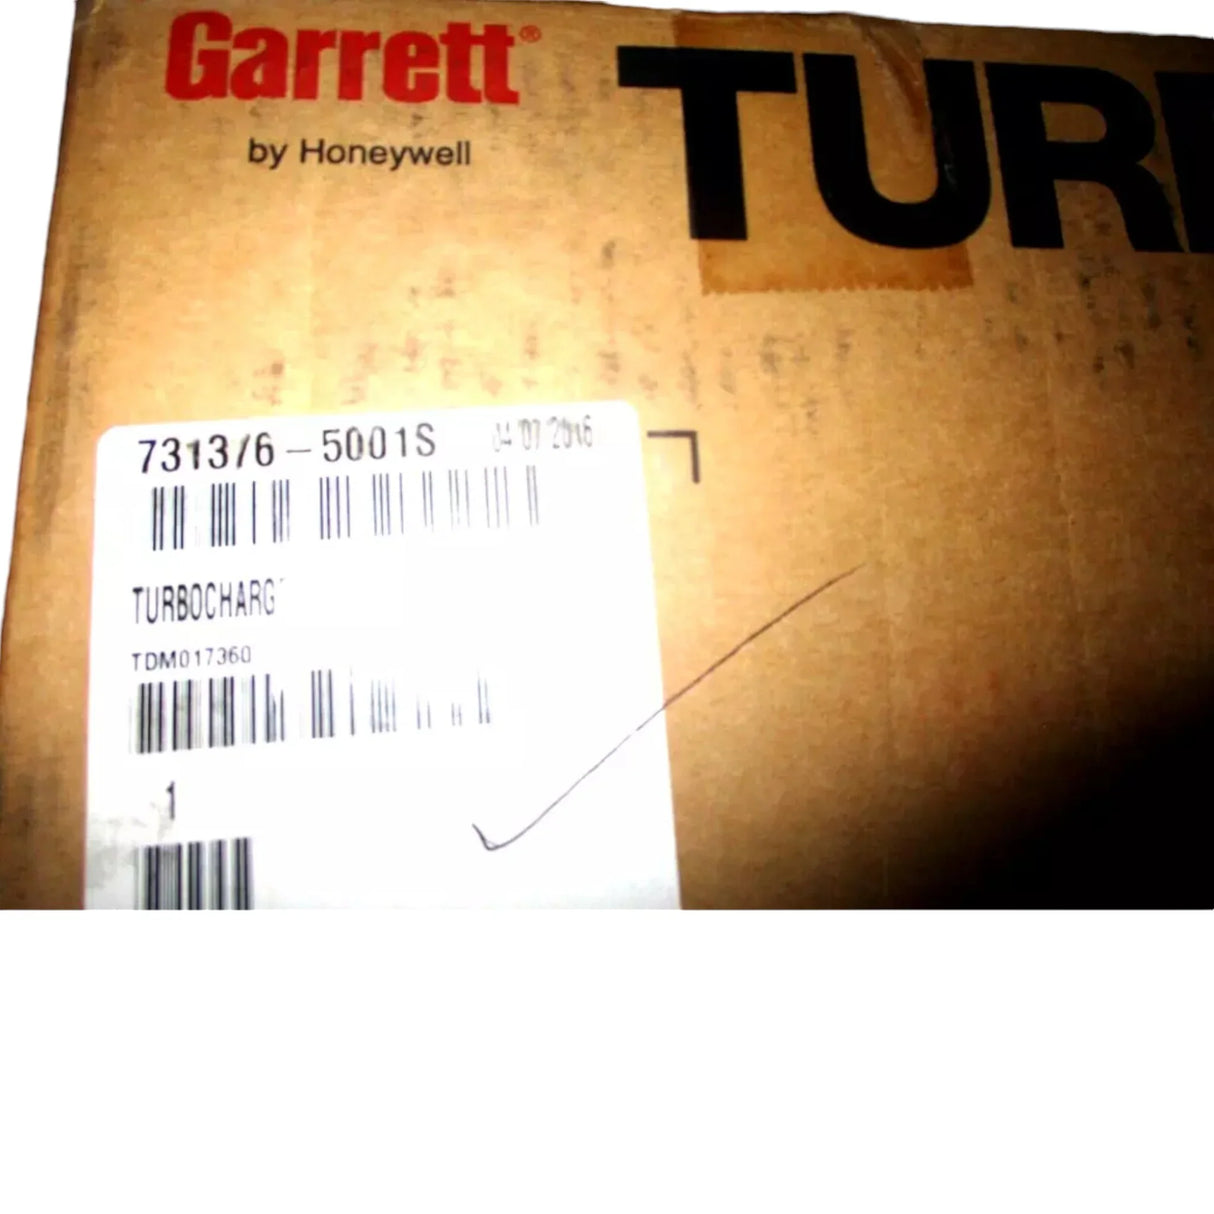 Garrett®
by Honeywell
TUR
7313/6-5001S 04 07 2016
TURBOCHARG
TDM017360
1